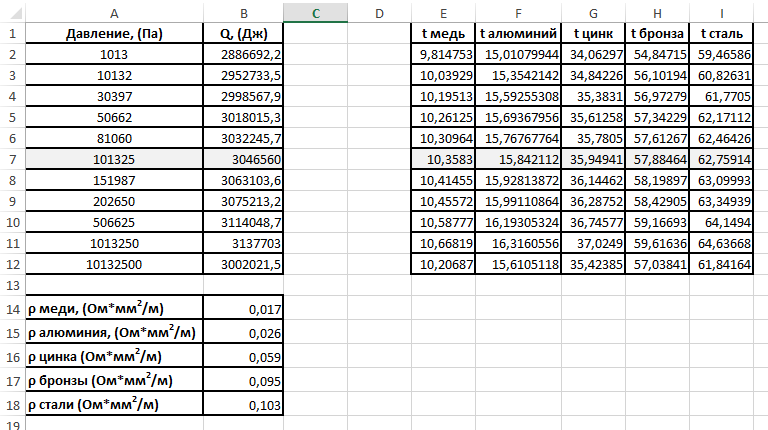 A B C D E F G H I
1 Давление, (Па) Q, (Дж) t медь t алюминий t цинк t бронза t сталь
2 1013 2886692,2 9,814753 15,01079944 34,06297 54,84715 59,46586
3 10132 2952733,5 10,03929 15,3542142 34,84226 56,10194 60,82631
4 30397 2998567,9 10,19513 15,59255308 35,3831 56,97279 61,7705
5 50662 3018015,3 10,26125 15,69367956 35,61258 57,34229 62,17112
6 81060 3032245,7 10,30964 15,76767764 35,7805 57,61267 62,46426
7 101325 3046560 10,3583 15,842112 35,94941 57,88464 62,75914
8 151987 3063103,6 10,41455 15,92813872 36,14462 58,19897 63,09993
9 202650 3075213,2 10,45572 15,99110864 36,28752 58,42905 63,34939
10 506625 3114048,7 10,58777 16,19305324 36,74577 59,16693 64,1494
11 1013250 3137703 10,66819 16,3160556 37,0249 59,61636 64,63668
12 10132500 3002021,5 10,20687 15,6105118 35,42385 57,03841 61,84164
13
14 ρ меди, (Ом*мм²/м) 0,017
15 ρ алюминия, (Ом*мм²/м) 0,026
16 ρ цинка (Ом*мм²/м) 0,059
17 ρ бронзы (Ом*мм²/м) 0,095
18 ρ стали (Ом*мм²/м) 0,103
19